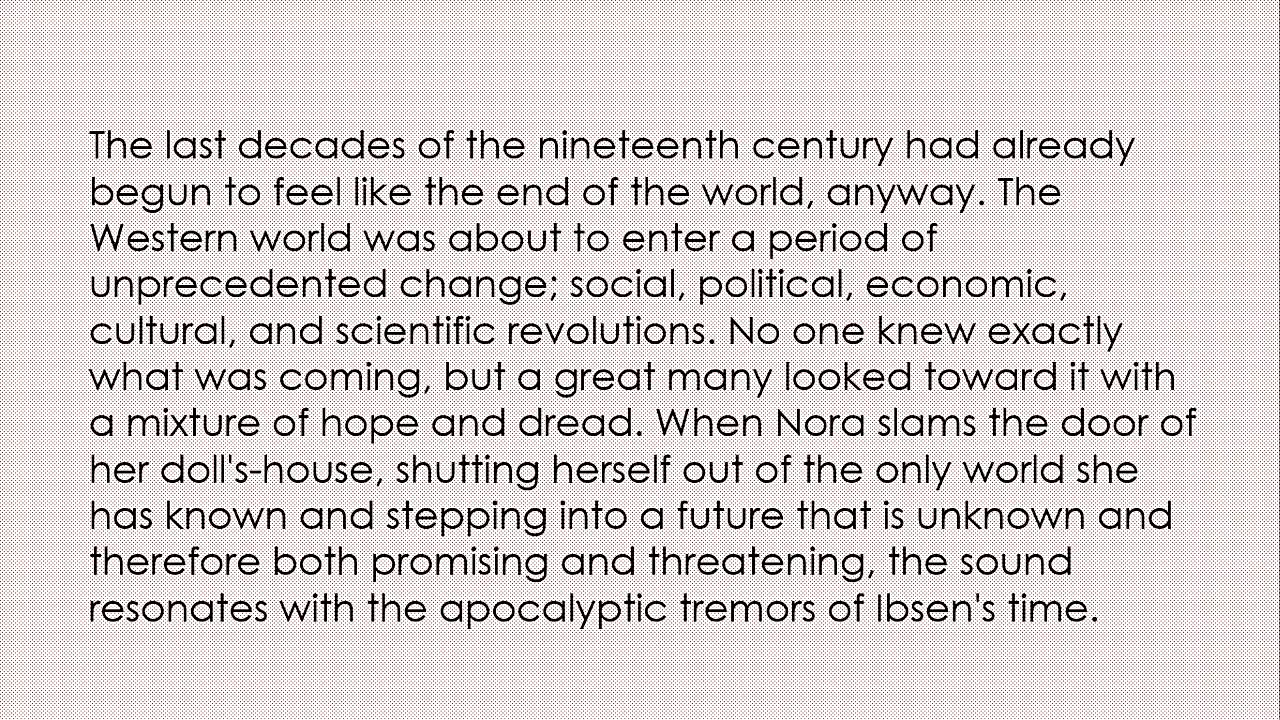 The last decades of the nineteenth century had already
begun to feel like the end of the world, anyway. The
Western world was about to enter a period of
unprecedented change; social, political, economic,
cultural, and scientific revolutions. No one knew exactly
what was coming, but a great many looked toward it with
a mixture of hope and dread. When Nora slams the door of
her doll's-house, shutting herself out of the only world she
has known and stepping into a future that is unknown and
therefore both promising and threatening, the sound
resonates with the apocalyptic tremors of Ibsen's time.